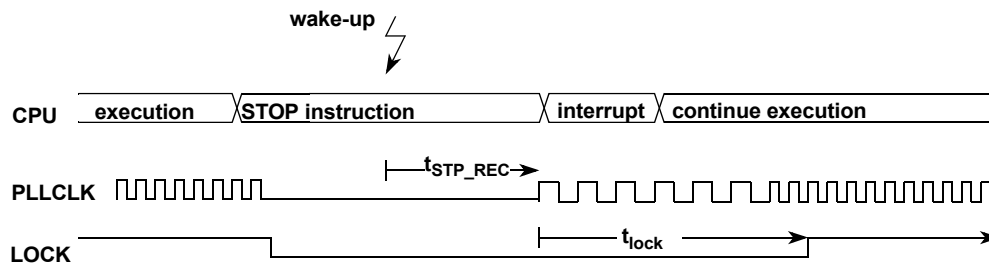 wake-up
CPU execution STOP instruction interrupt continue execution
tSTP_REC
PLLCLK
tlock
LOCK